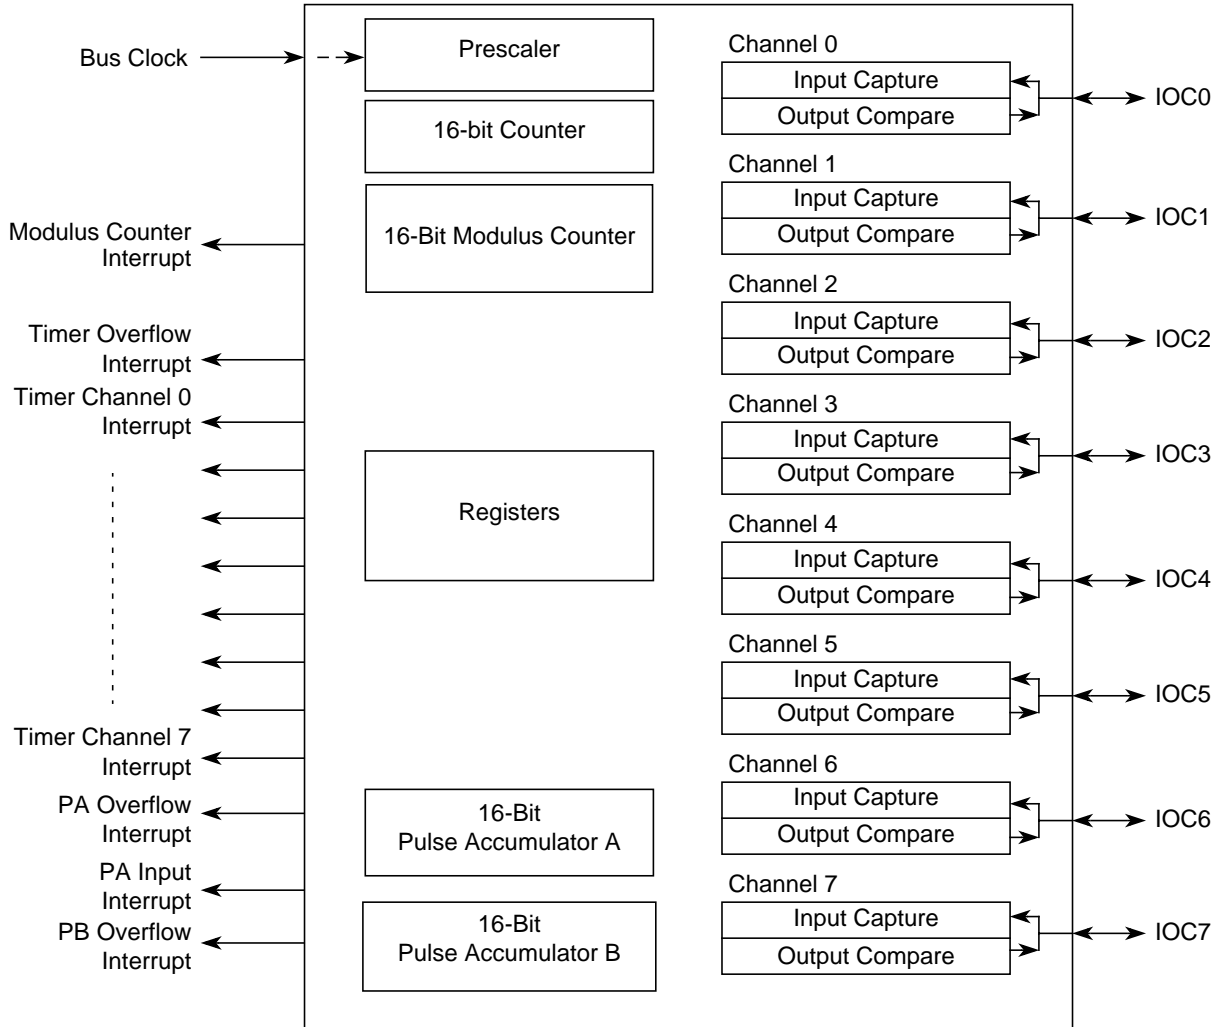 Bus Clock
Modulus Counter
Interrupt
Timer Overflow
Interrupt
Timer Channel 0
Interrupt
Timer Channel 7
Interrupt
PA Overflow
Interrupt
PA Input
Interrupt
PB Overflow
Interrupt
Prescaler
16-bit Counter
16-Bit Modulus Counter
Registers
16-Bit
Pulse Accumulator A
16-Bit
Pulse Accumulator B
Channel 0
Input Capture
Output Compare
IOC0
Channel 1
Input Capture
Output Compare
IOC1
Channel 2
Input Capture
Output Compare
IOC2
Channel 3
Input Capture
Output Compare
IOC3
Channel 4
Input Capture
Output Compare
IOC4
Channel 5
Input Capture
Output Compare
IOC5
Channel 6
Input Capture
Output Compare
IOC6
Channel 7
Input Capture
Output Compare
IOC7